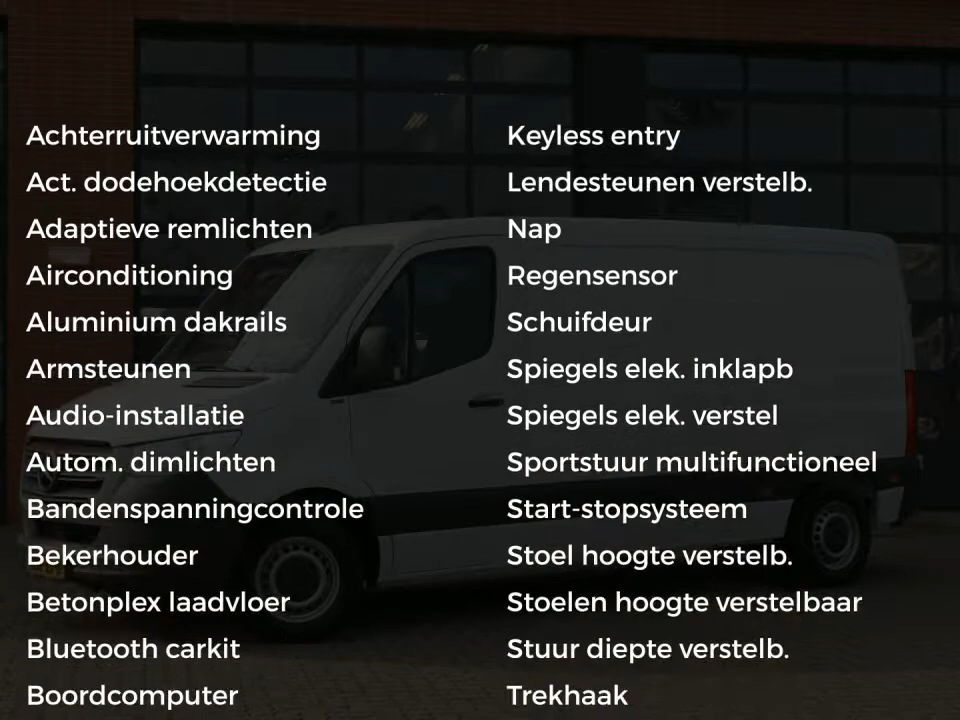 Achterruitverwarming
Act. dodehoekdetectie
Adaptieve remlichten
Airconditioning
Aluminium dakrails
Armsteunen
Audio-installatie
Autom. dimlichten
Bandenspanningcontrole
Bekerhouder
Betonplex laadvloer
Bluetooth carkit
Boordcomputer
Keyless entry
Lendesteunen verstelb.
Nap
Regensensor
Schuifdeur
Spiegels elek. inklapb
Spiegels elek. verstel
Sportstuur multifunctioneel
Start-stopsysteem
Stoel hoogte verstelb.
Stoelen hoogte verstelbaar
Stuur diepte verstelb.
Trekhaak